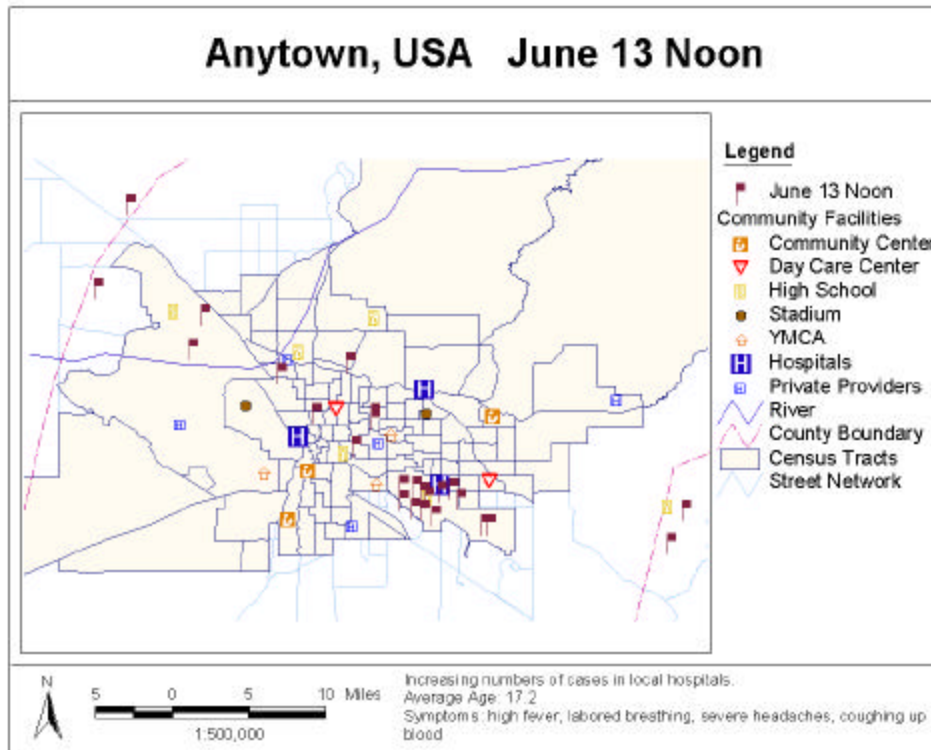 Anytown, USA June 13 Noon
Legend
June 13 Noon
Community Facilities
Community Center
Day Care Center
High School
Stadium
YMCA
H Hospitals
H Private Providers
River
County Boundary
Census Tracts
Street Network
H
H
H
H
H
H
H
H
N
5 0 5 10 Miles
1:500,000
Increasing numbers of cases in local hospitals.
Average Age: 17.2
Symptoms: high fever, labored breathing, severe headaches, coughing up
blood